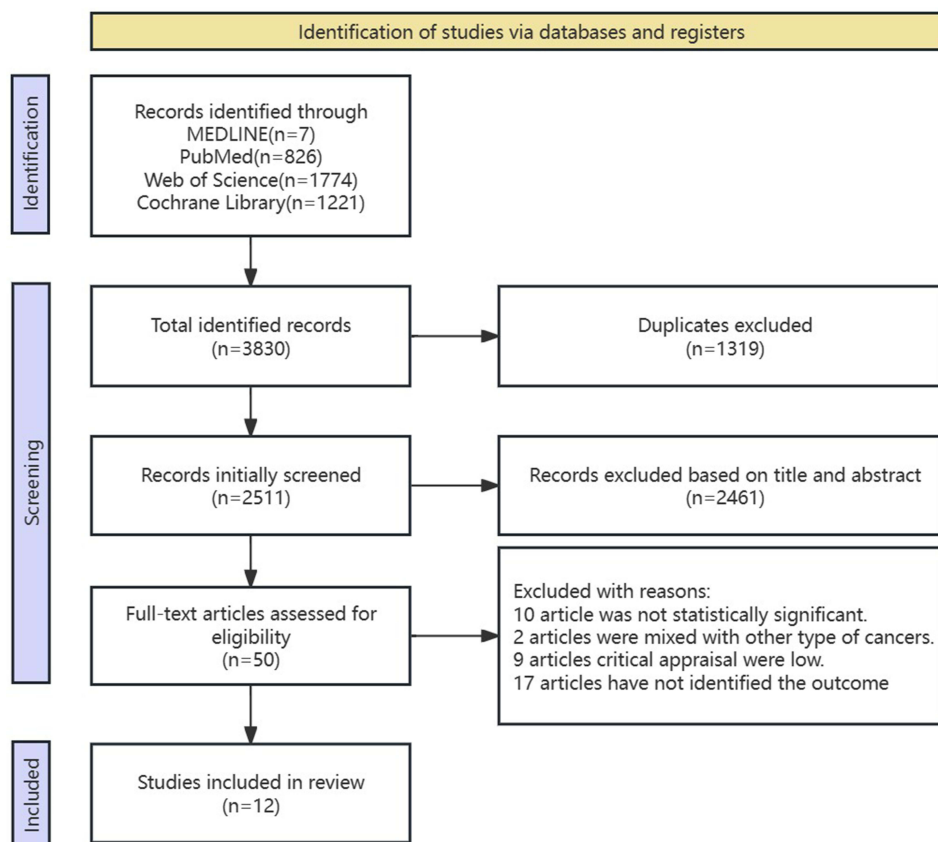 Identification of studies via databases and registers
Identification
Records identified through
MEDLINE(n=7)
PubMed(n=826)
Web of Science(n=1774)
Cochrane Library(n=1221)
Screening
Total identified records
(n=3830)
Duplicates excluded
(n=1319)
Records initially screened
(n=2511)
Records excluded based on title and abstract
(n=2461)
Full-text articles assessed for
eligibility
(n=50)
Excluded with reasons:
10 article was not statistically significant.
2 articles were mixed with other type of cancers.
9 articles critical appraisal were low.
17 articles have not identified the outcome
Included
Studies included in review
(n=12)